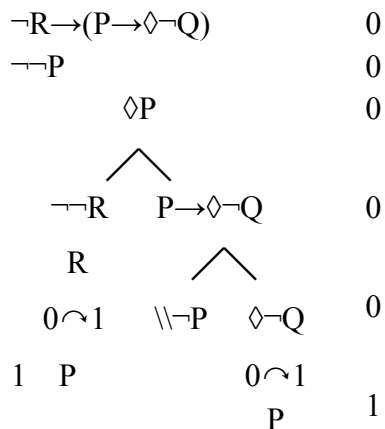 ¬R→(P→◊¬Q) 0
¬¬P 0
◊P 0
¬¬R P→◊¬Q 0
R
0↷1 \\¬P ◊¬Q 0
1 P 0↷1
P 1